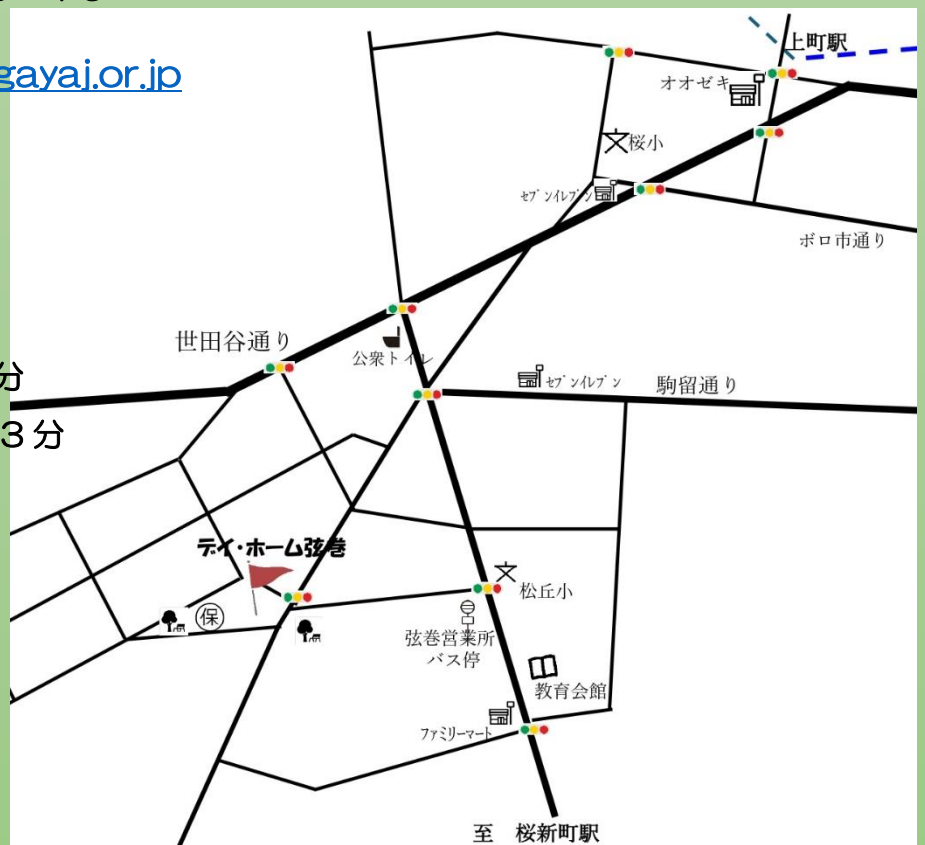 gayaj.or.jp
分
３分
上町駅
オオゼキ
桜小
ｾﾌﾞﾝｲﾚﾌﾞﾝ
ボロ市通り
世田谷通り
公衆トイレ
ｾﾌﾞﾝｲﾚﾌﾞﾝ
駒留通り
デイ・ホーム弦巻
保
松丘小
弦巻営業所
バス停
教育会館
ﾌｧﾐﾘｰﾏｰﾄ
至　桜新町駅